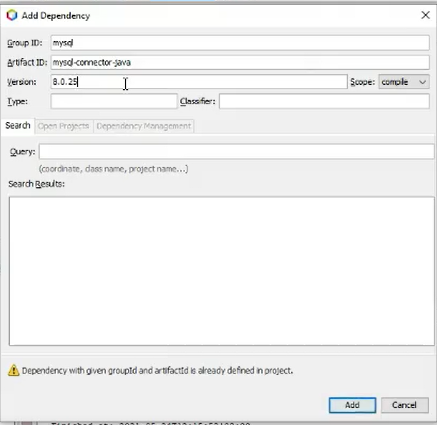 Add Dependency
Group ID: mysql
Artifact ID: mysql-connector-java
Version: 8.0.25 Scope: compile
Type: Classifier:
Search Open Projects Dependency Management
Query:
(coordinate, class name, project name...)
Search Results:
Dependency with given groupId and artifactId is already defined in project.
Add Cancel